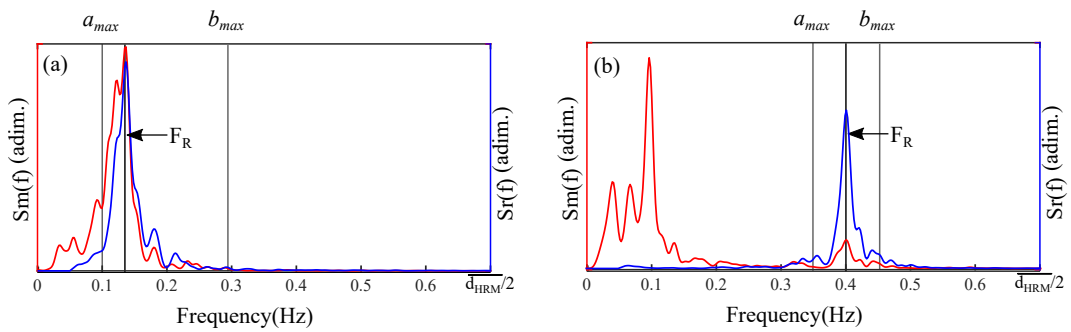 a_max b_max
(a)
F_R
Sm(f) (adim.)
Sr(f) (adim.)
0 0.1 0.2 0.3 0.4 0.5 0.6 d̅_HRM/2
Frequency(Hz)
a_max b_max
(b)
F_R
Sm(f) (adim.)
Sr(f) (adim.)
0 0.1 0.2 0.3 0.4 0.5 0.6 d̅_HRM/2
Frequency(Hz)